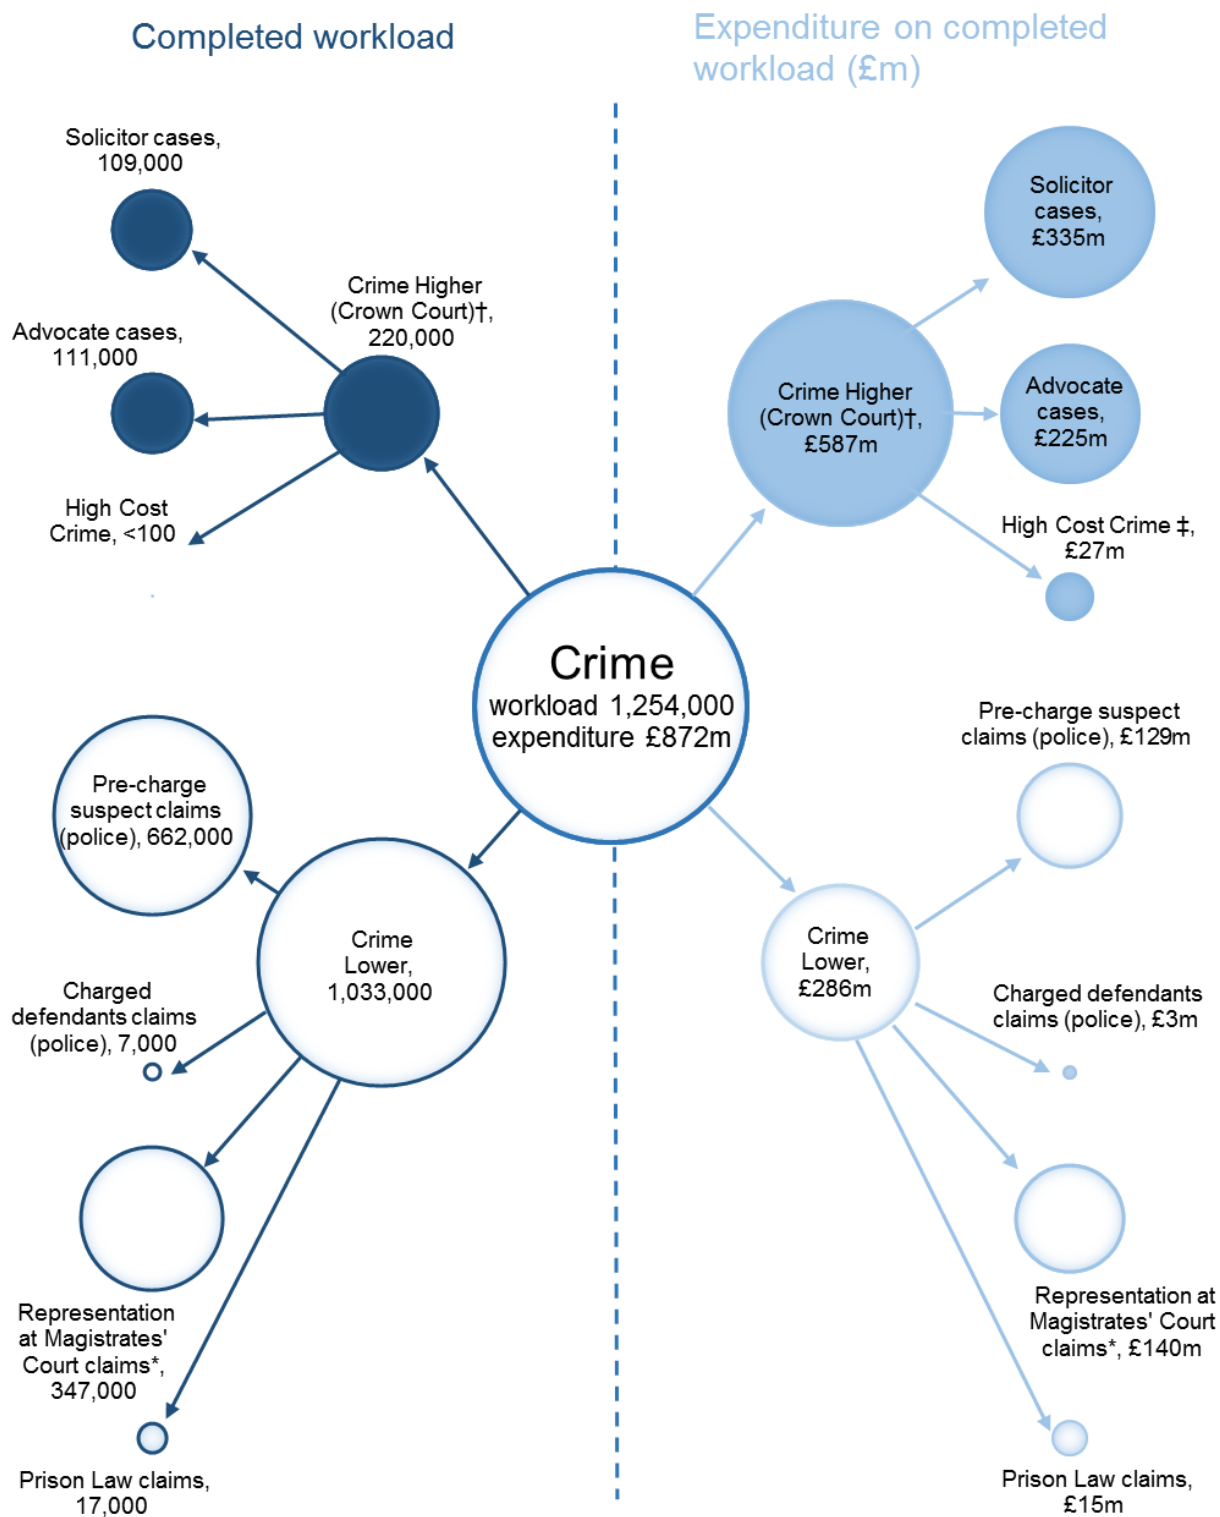 Completed workload
Expenditure on completed
workload (£m)
Solicitor cases,
109,000
Advocate cases,
111,000
High Cost
Crime, <100
Crime Higher
(Crown Court)†,
220,000
Solicitor
cases,
£335m
Crime Higher
(Crown Court)†,
£587m
Advocate
cases,
£225m
High Cost Crime ‡,
£27m
Crime
workload 1,254,000
expenditure £872m
Pre-charge
suspect claims
(police), 662,000
Crime
Lower,
1,033,000
Charged
defendants claims
(police), 7,000
Representation
at Magistrates'
Court claims*,
347,000
Prison Law claims,
17,000
Pre-charge suspect
claims (police), £129m
Crime
Lower,
£286m
Charged defendants
claims (police), £3m
Representation at
Magistrates' Court
claims*, £140m
Prison Law claims,
£15m